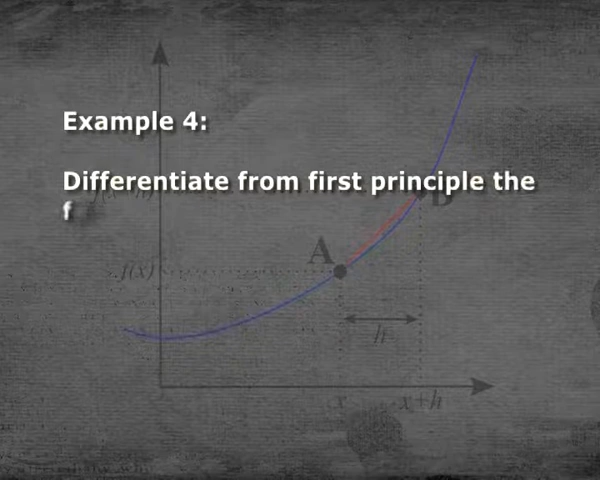 Example 4:
Differentiate from first principle the
f
A
B
f(x)
h
x
x+h